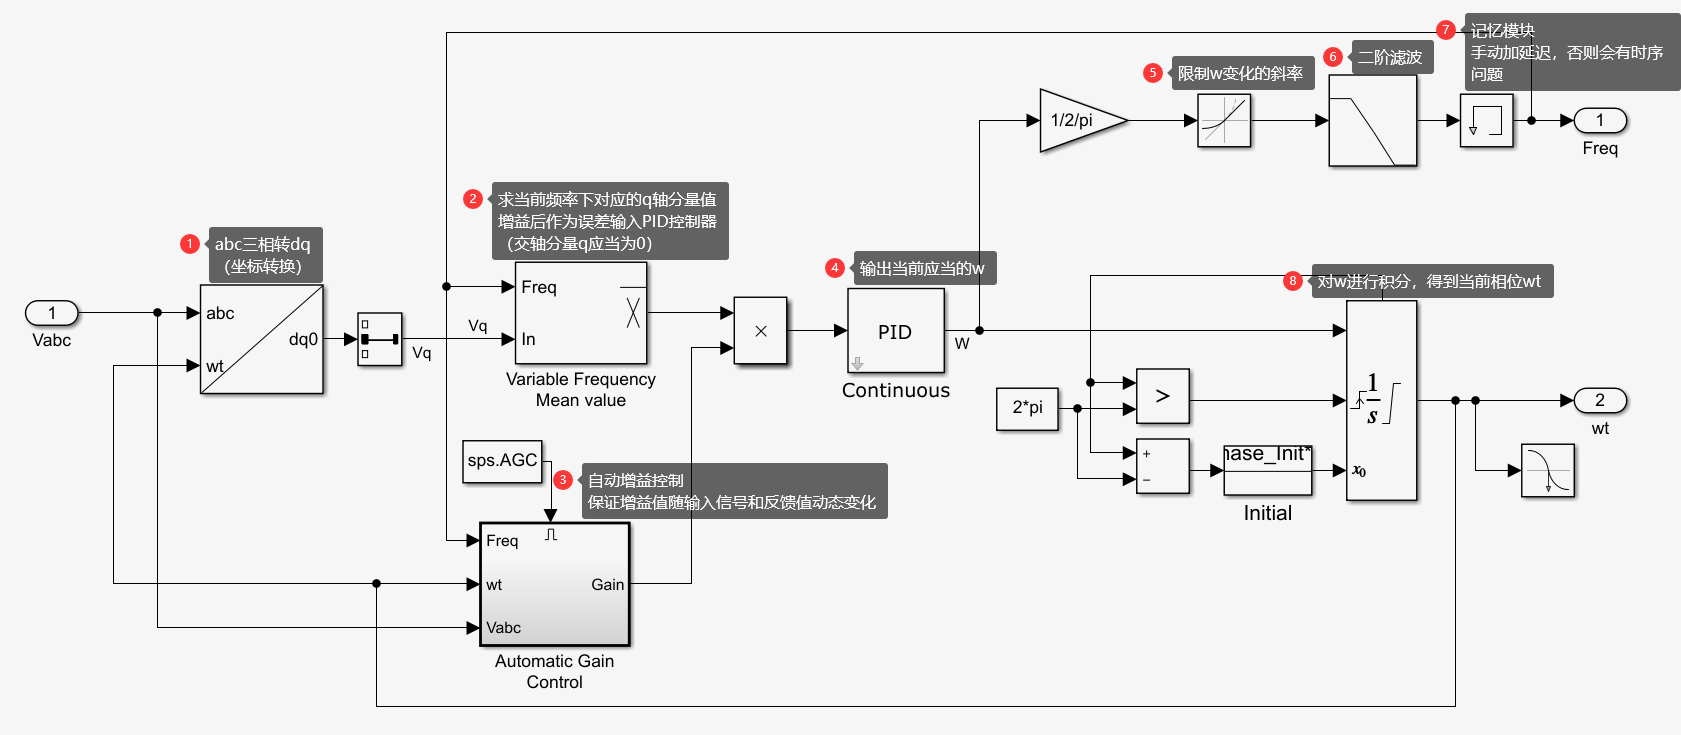 7
记忆模块
手动加延迟，否则会有时序
问题
6
二阶滤波
5
限制w变化的斜率
1/2/pi
1
Freq
2
求当前频率下对应的q轴分量值
增益后作为误差输入PID控制器
（交轴分量q应当为0）
1
abc三相转dq
（坐标转换）
4
输出当前应当的w
8
对w进行积分，得到当前相位wt
1
Vabc
abc
wt
dq0
Vq
Vq
Freq
In
Variable Frequency
Mean value
×
PID
Continuous
W
2*pi
>
+
−
hase_Init*
Initial
1
s
x0
2
wt
sps.AGC
3
自动增益控制
保证增益值随输入信号和反馈值动态变化
Freq
wt
Vabc
Gain
Automatic Gain
Control